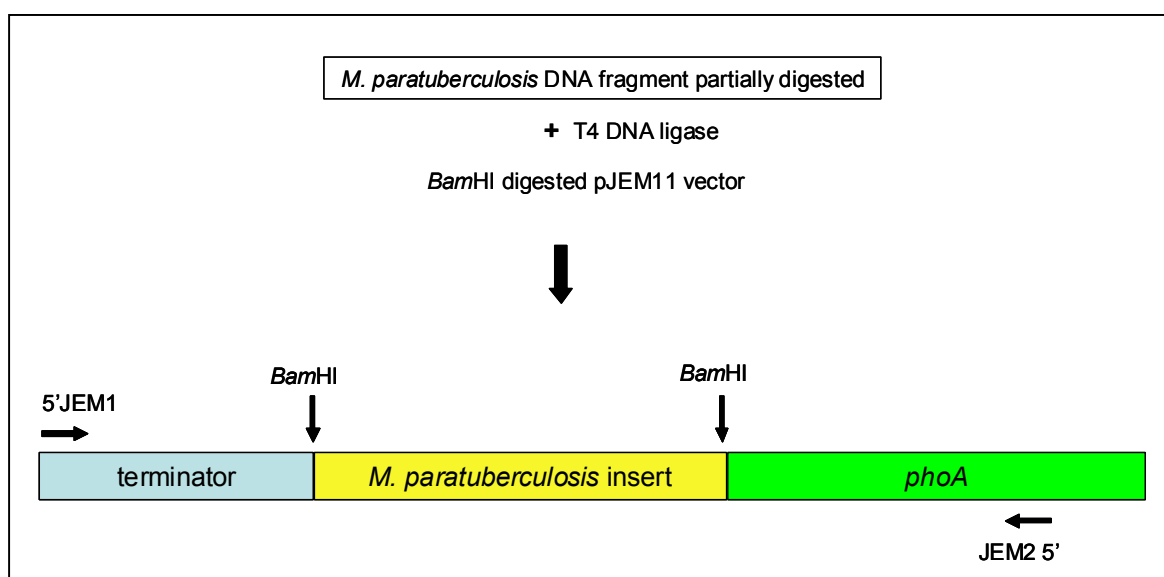 M. paratuberculosis DNA fragment partially digested
+ T4 DNA ligase
BamHI digested pJEM11 vector
BamHI
BamHI
5'JEM1
terminator
M. paratuberculosis insert
phoA
JEM2 5'